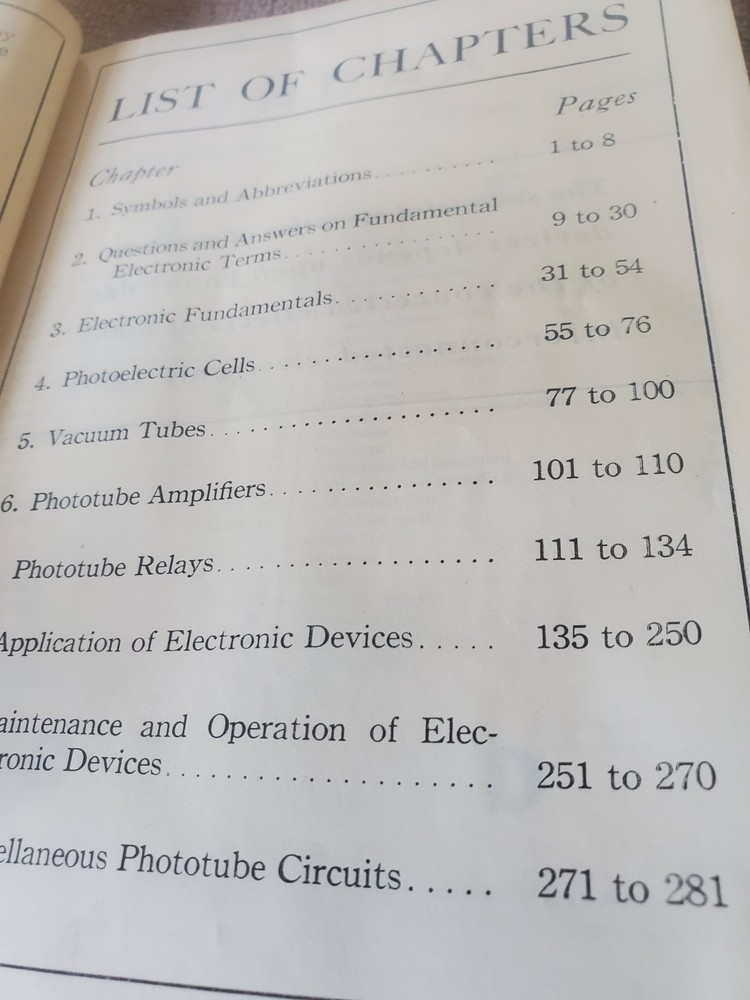 LIST OF CHAPTERS
Chapter Pages
1. Symbols and Abbreviations.......... 1 to 8
2. Questions and Answers on Fundamental
Electronic Terms.............. 9 to 30
3. Electronic Fundamentals........... 31 to 54
4. Photoelectric Cells................ 55 to 76
5. Vacuum Tubes................... 77 to 100
6. Phototube Amplifiers............... 101 to 110
Phototube Relays................... 111 to 134
Application of Electronic Devices..... 135 to 250
aintenance and Operation of Elec-
ronic Devices.................... 251 to 270
ellaneous Phototube Circuits..... 271 to 281